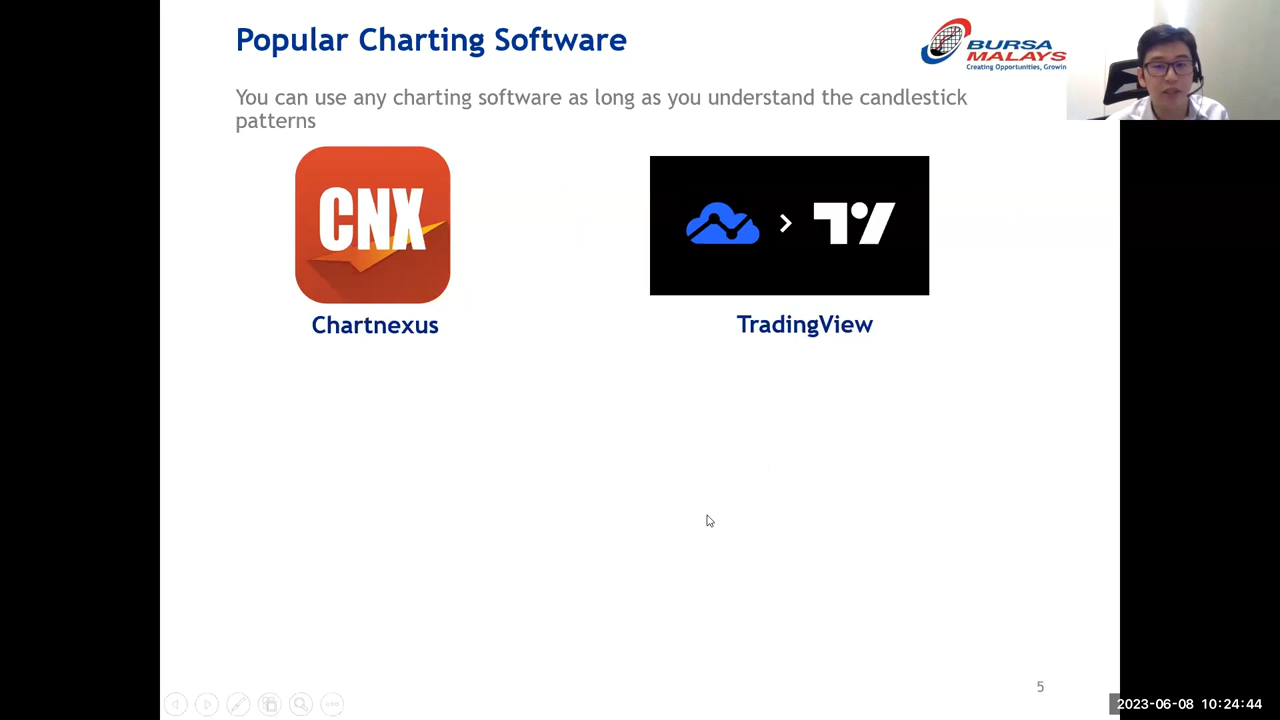 Popular Charting Software
BURSA
MALAYS
Creating Opportunities, Growin
You can use any charting software as long as you understand the candlestick
patterns
CNX
TV
Chartnexus
TradingView
5
2023-06-08 10:24:44